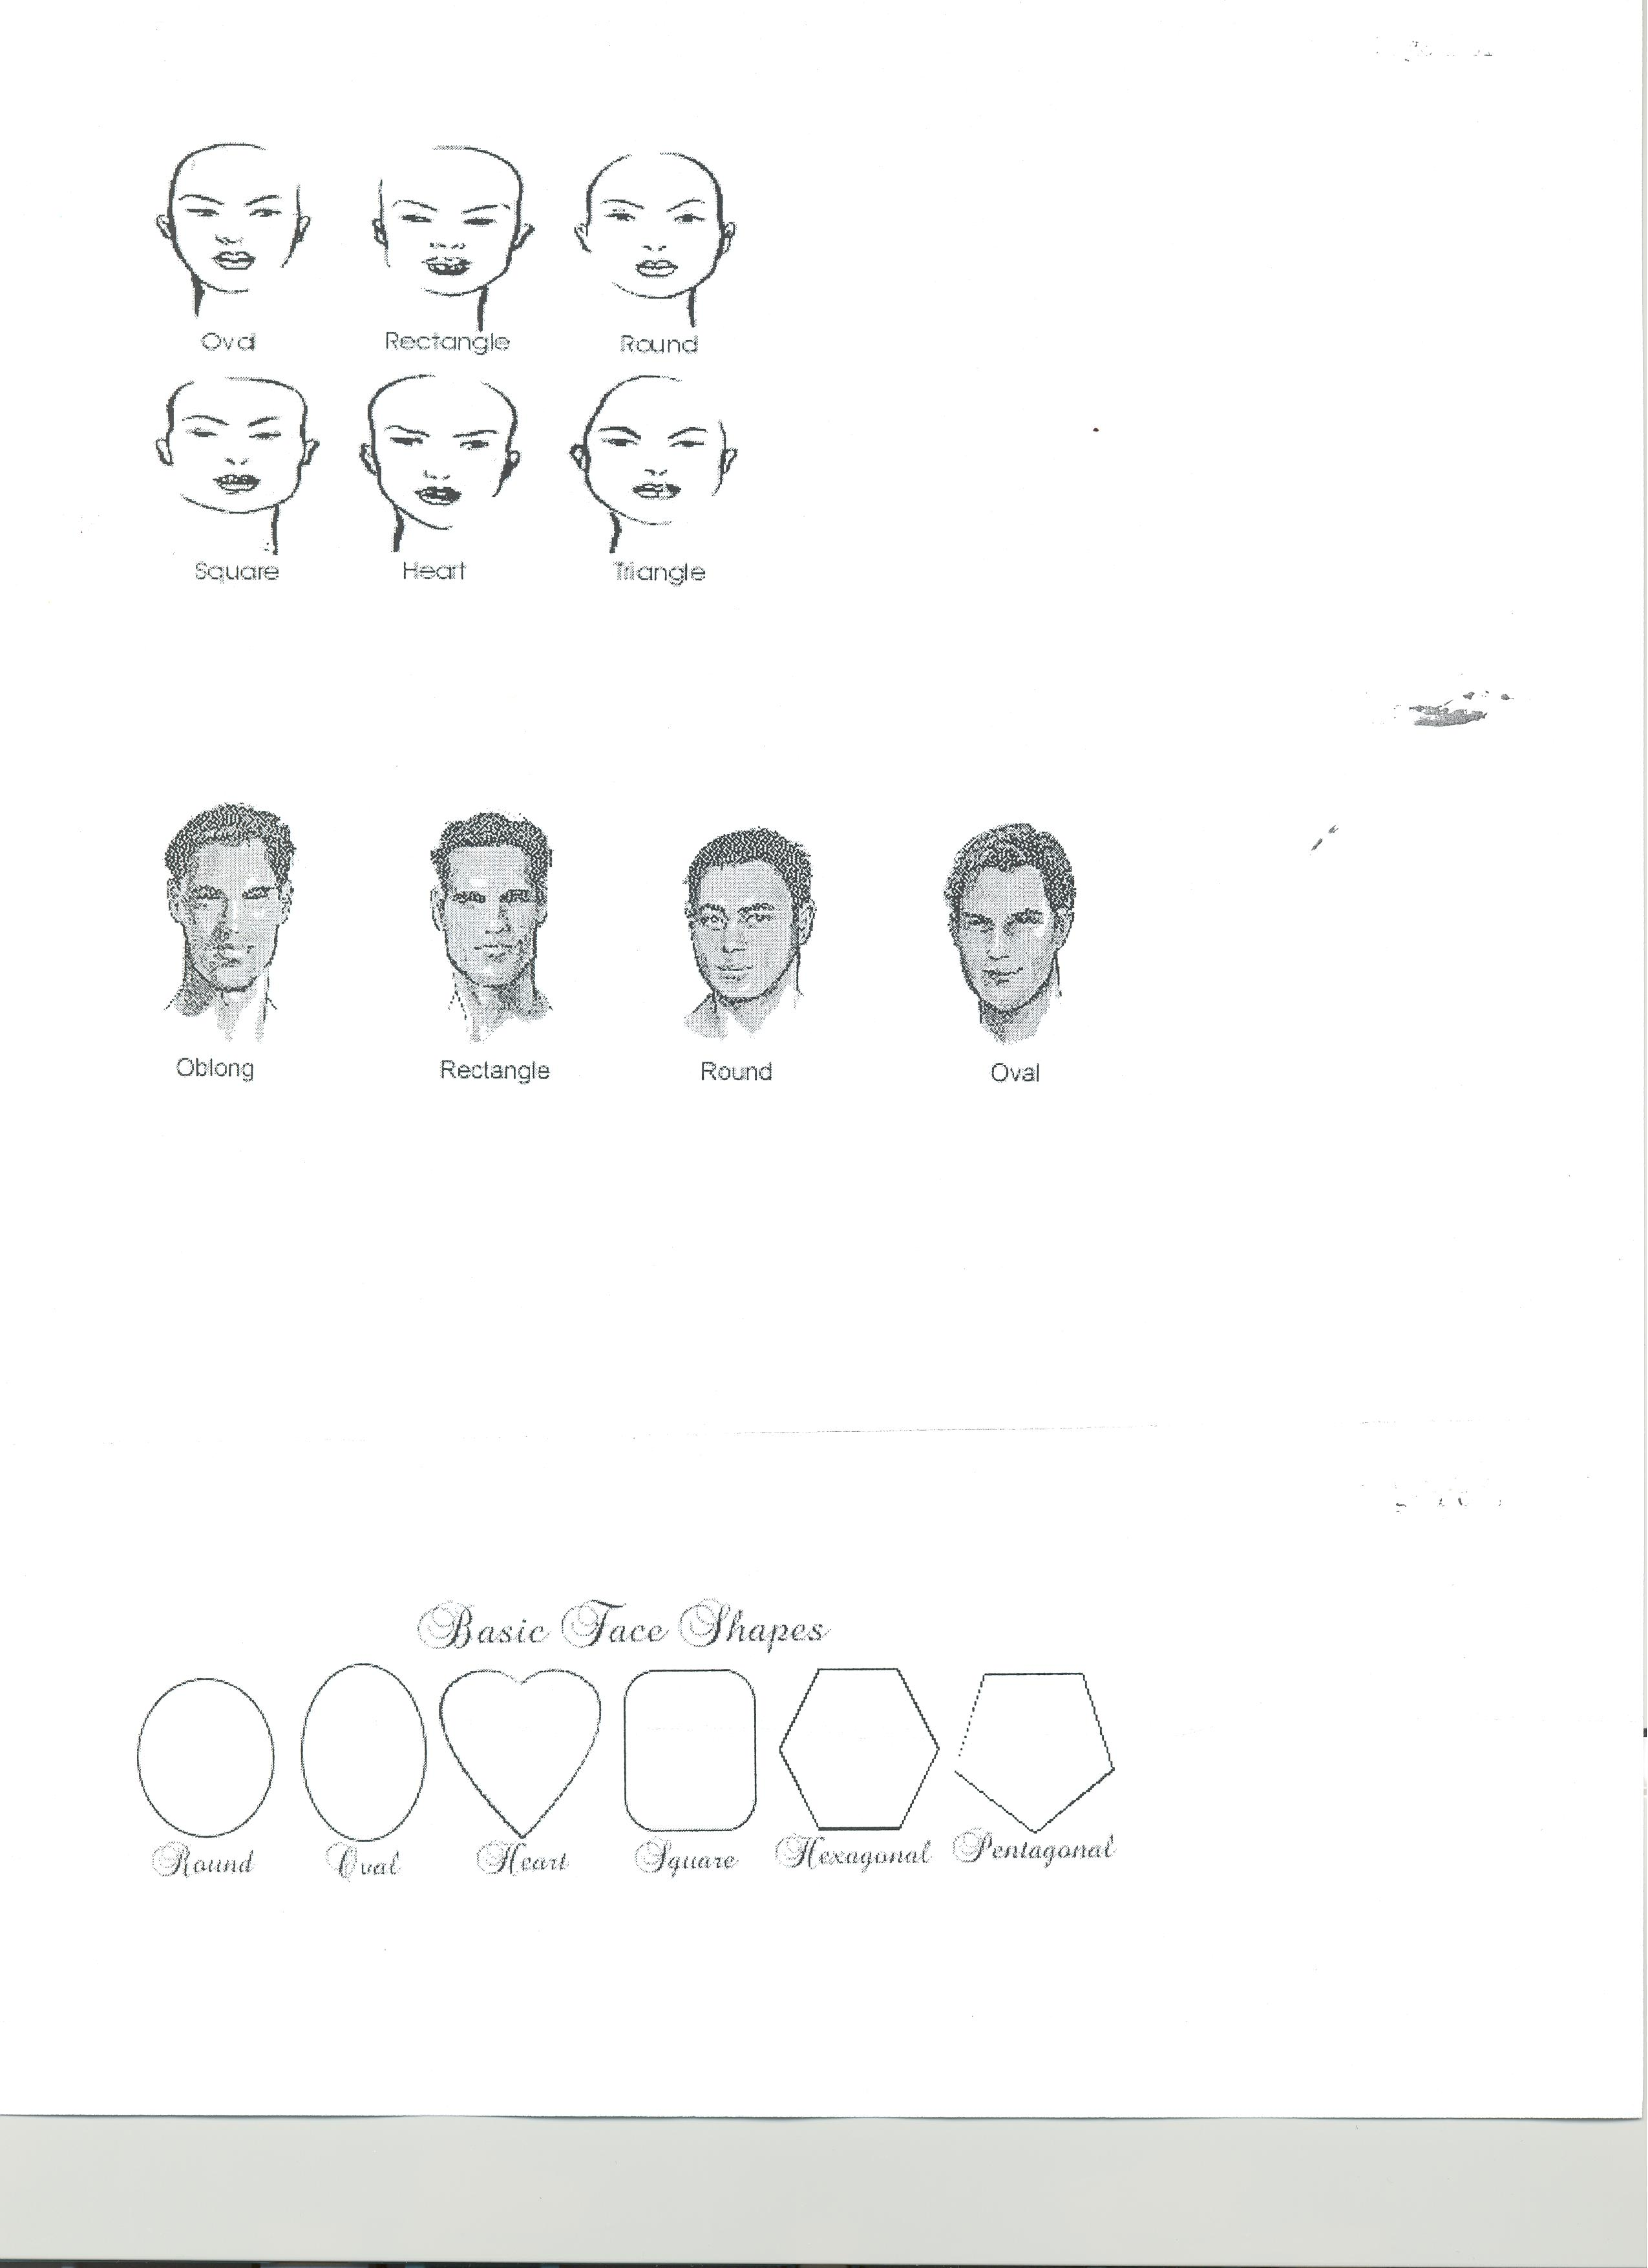 Oval Rectangle Round
Square Heart Triangle
Oblong Rectangle Round Oval
Basic Face Shapes
Round Oval Heart Square Hexagonal Pentagonal